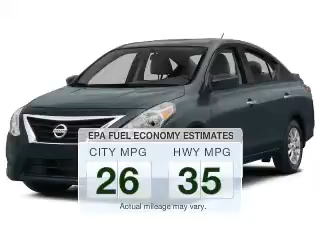 EPA FUEL ECONOMY ESTIMATES
CITY MPG HWY MPG
26 35
Actual mileage may vary.